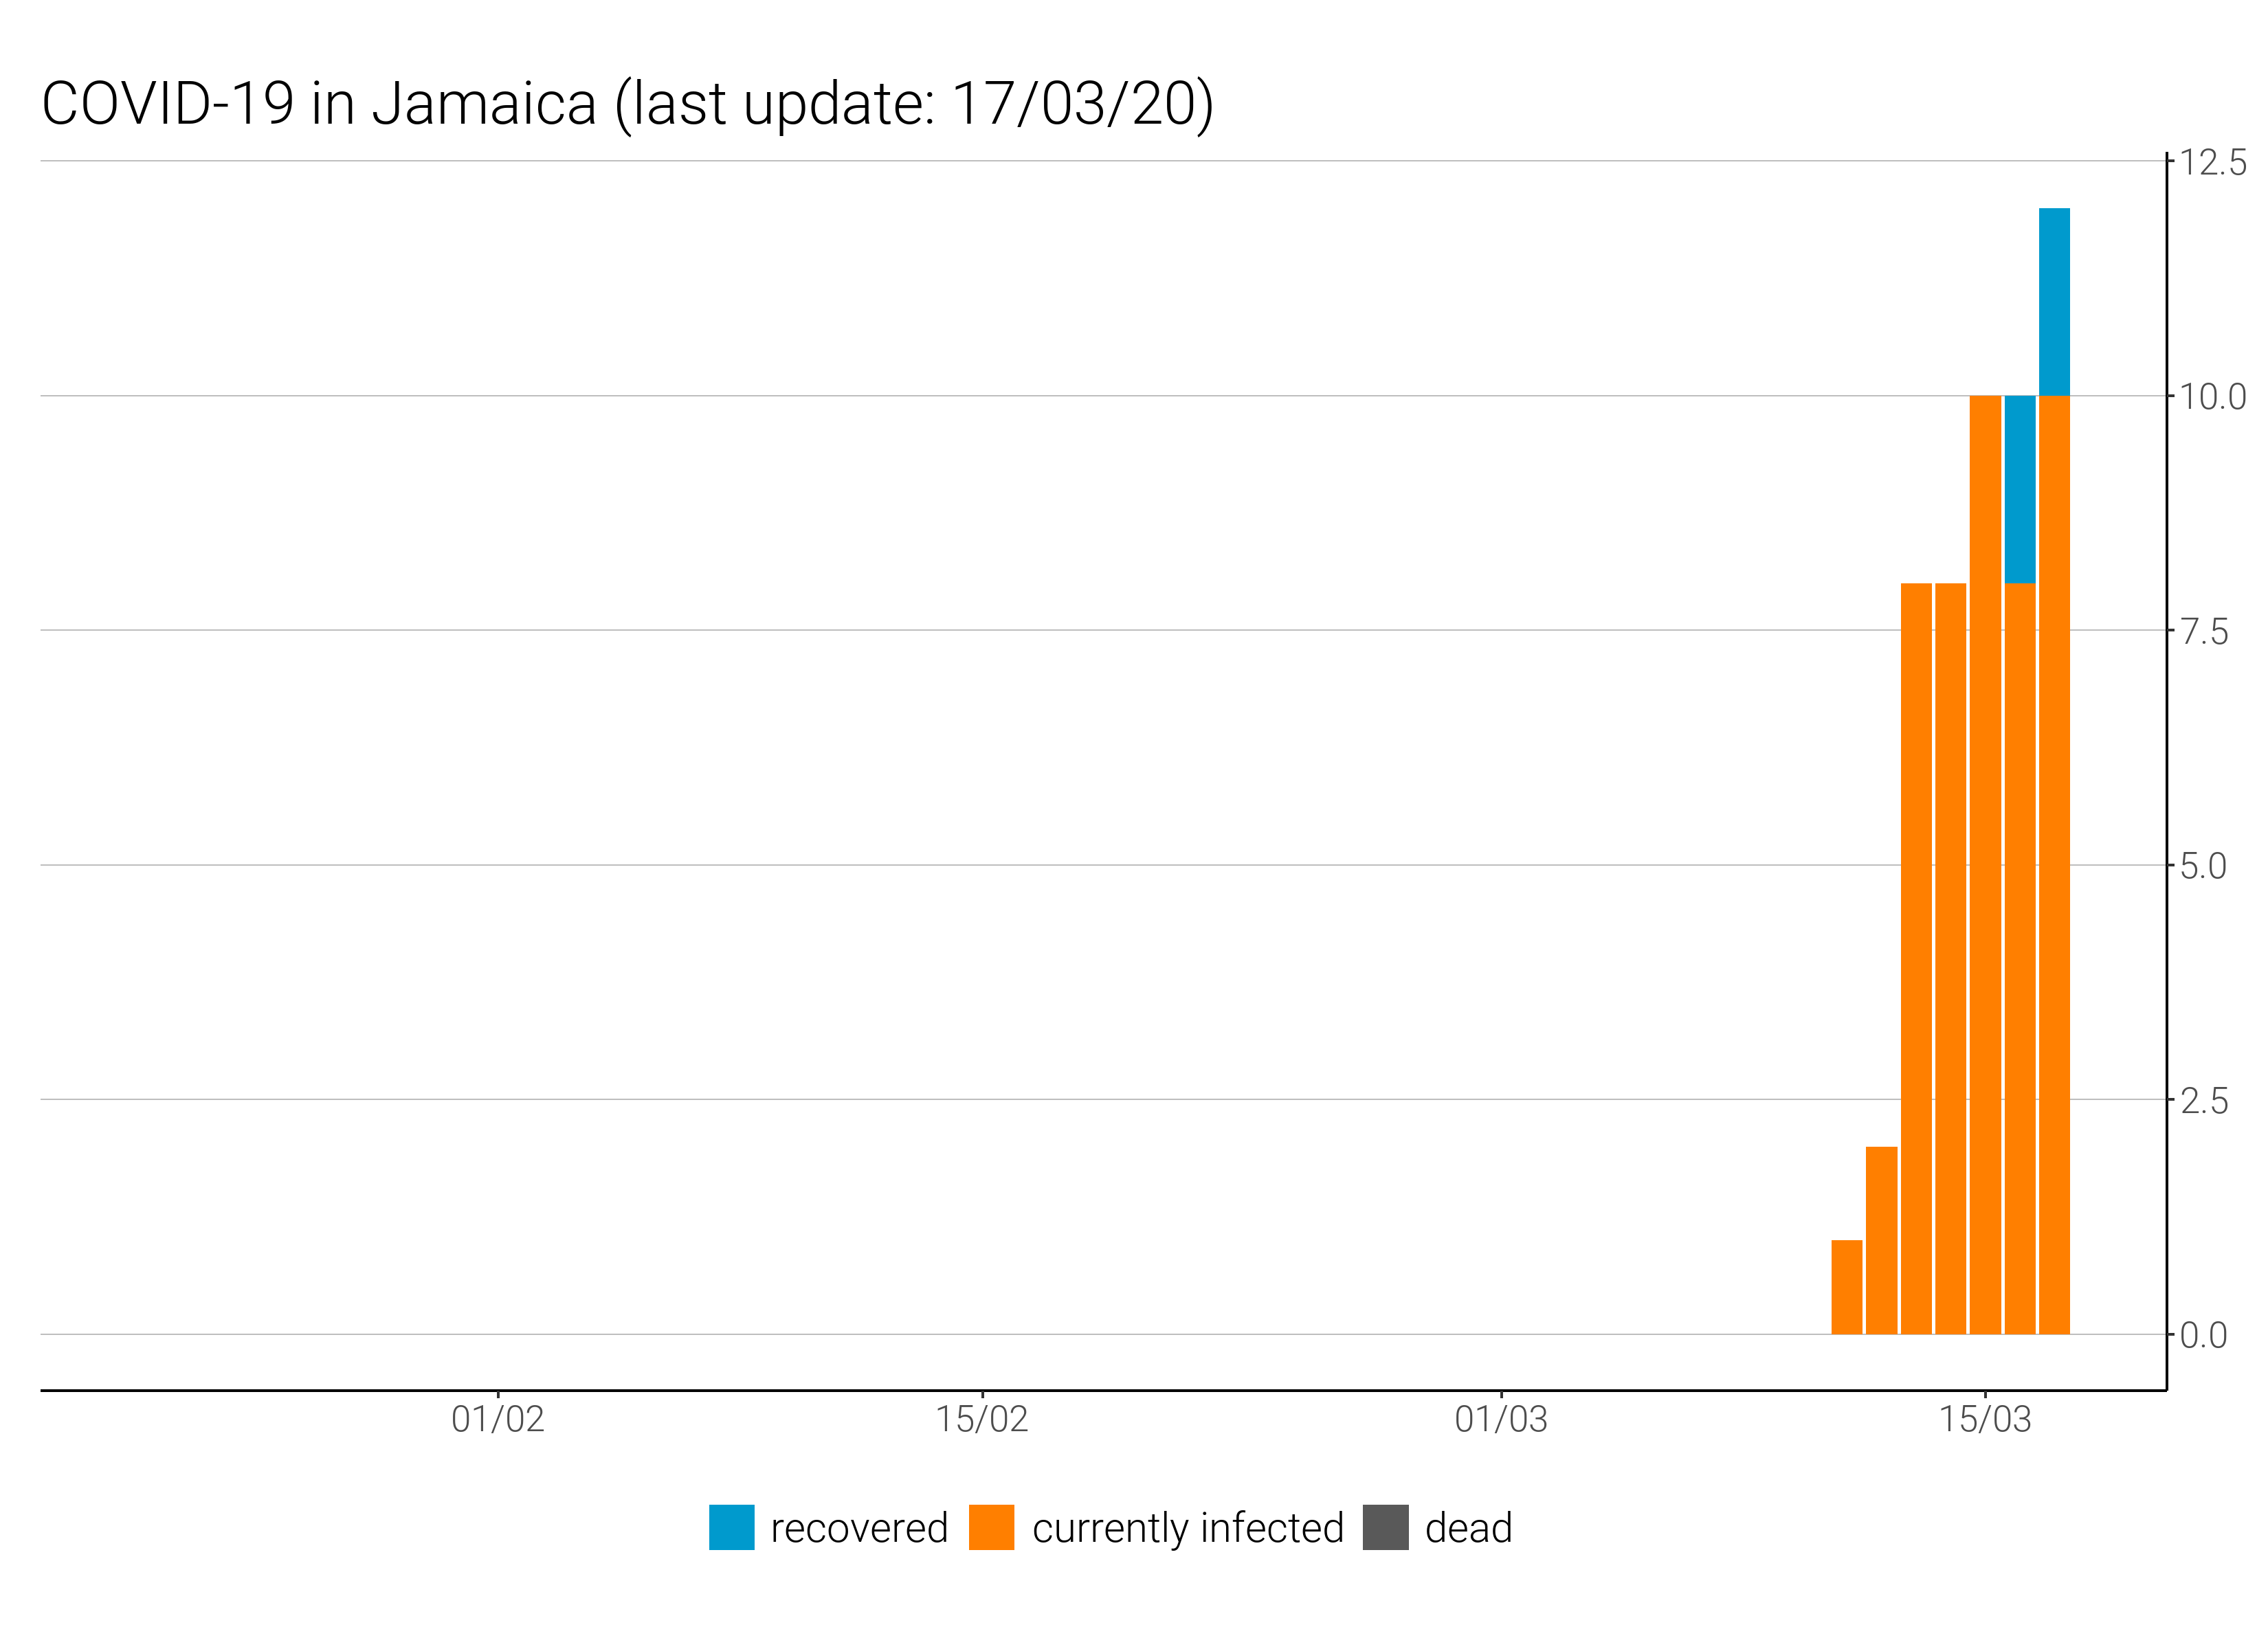 COVID-19 in Jamaica (last update: 17/03/20)
12.5
10.0
7.5
5.0
2.5
0.0
01/02 15/02 01/03 15/03
recovered currently infected dead